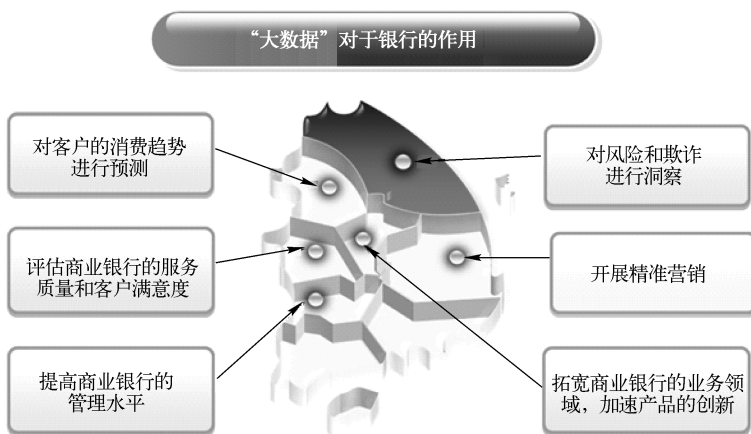 “大数据”对于银行的作用
对客户的消费趋势
进行预测
评估商业银行的服务
质量和客户满意度
提高商业银行的
管理水平
对风险和欺诈
进行洞察
开展精准营销
拓宽商业银行的业务领
域，加速产品的创新